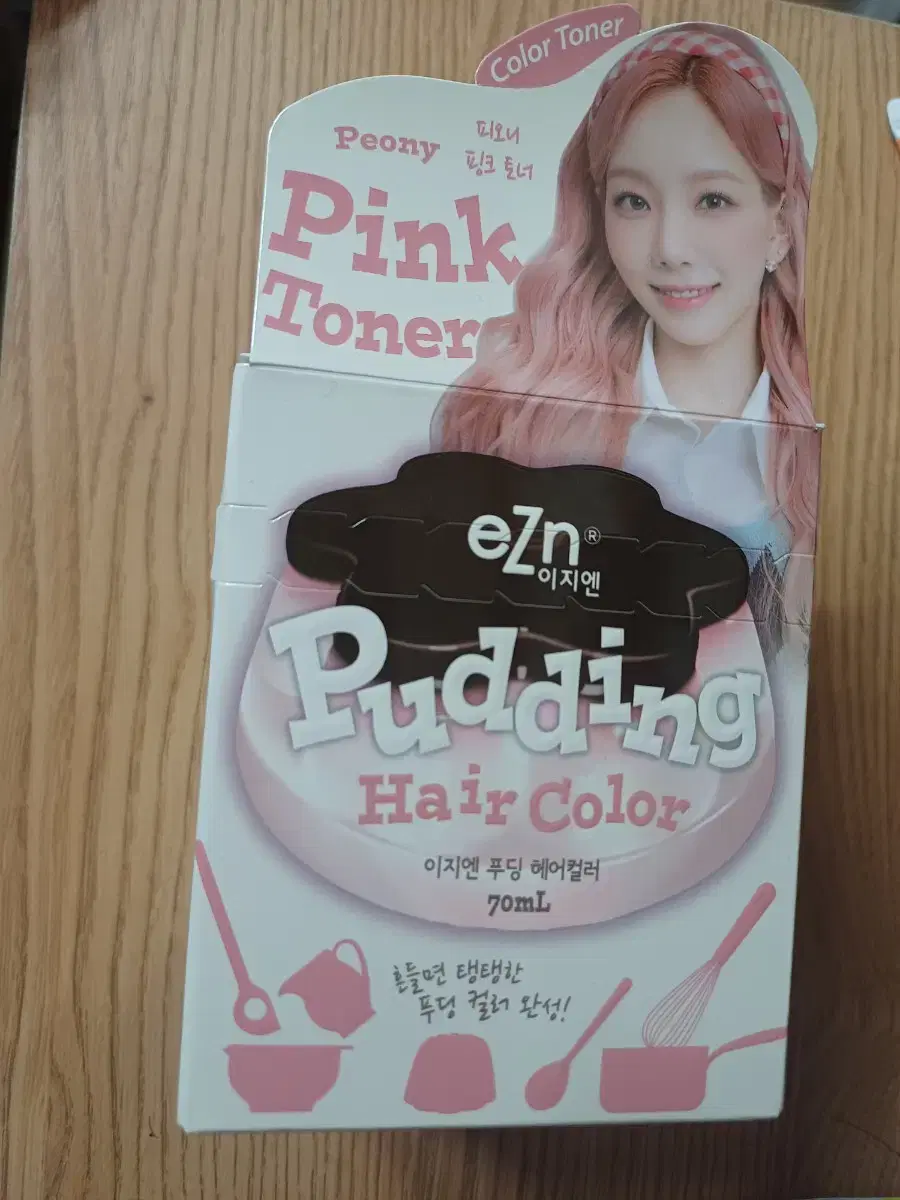 Color Toner
Peony
피오니
핑크 토너
Pink
Toner
eZn®
이지엔
Pudding
Hair Color
이지엔 푸딩 헤어컬러
70mL
흔들면 탱탱한
푸딩 컬러 완성!